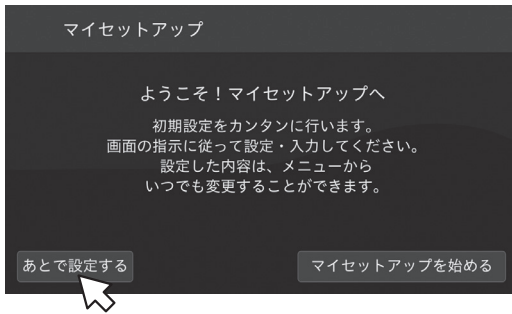 マイセットアップ
ようこそ！マイセットアップへ
初期設定をカンタンに行います。
画面の指示に従って設定・入力してください。
設定した内容は、メニューから
いつでも変更することができます。
あとで設定する
マイセットアップを始める